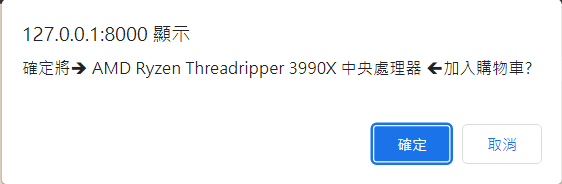 127.0.0.1:8000 顯示
確定將🡺 AMD Ryzen Threadripper 3990X 中央處理器 🡸加入購物車?
確定
取消